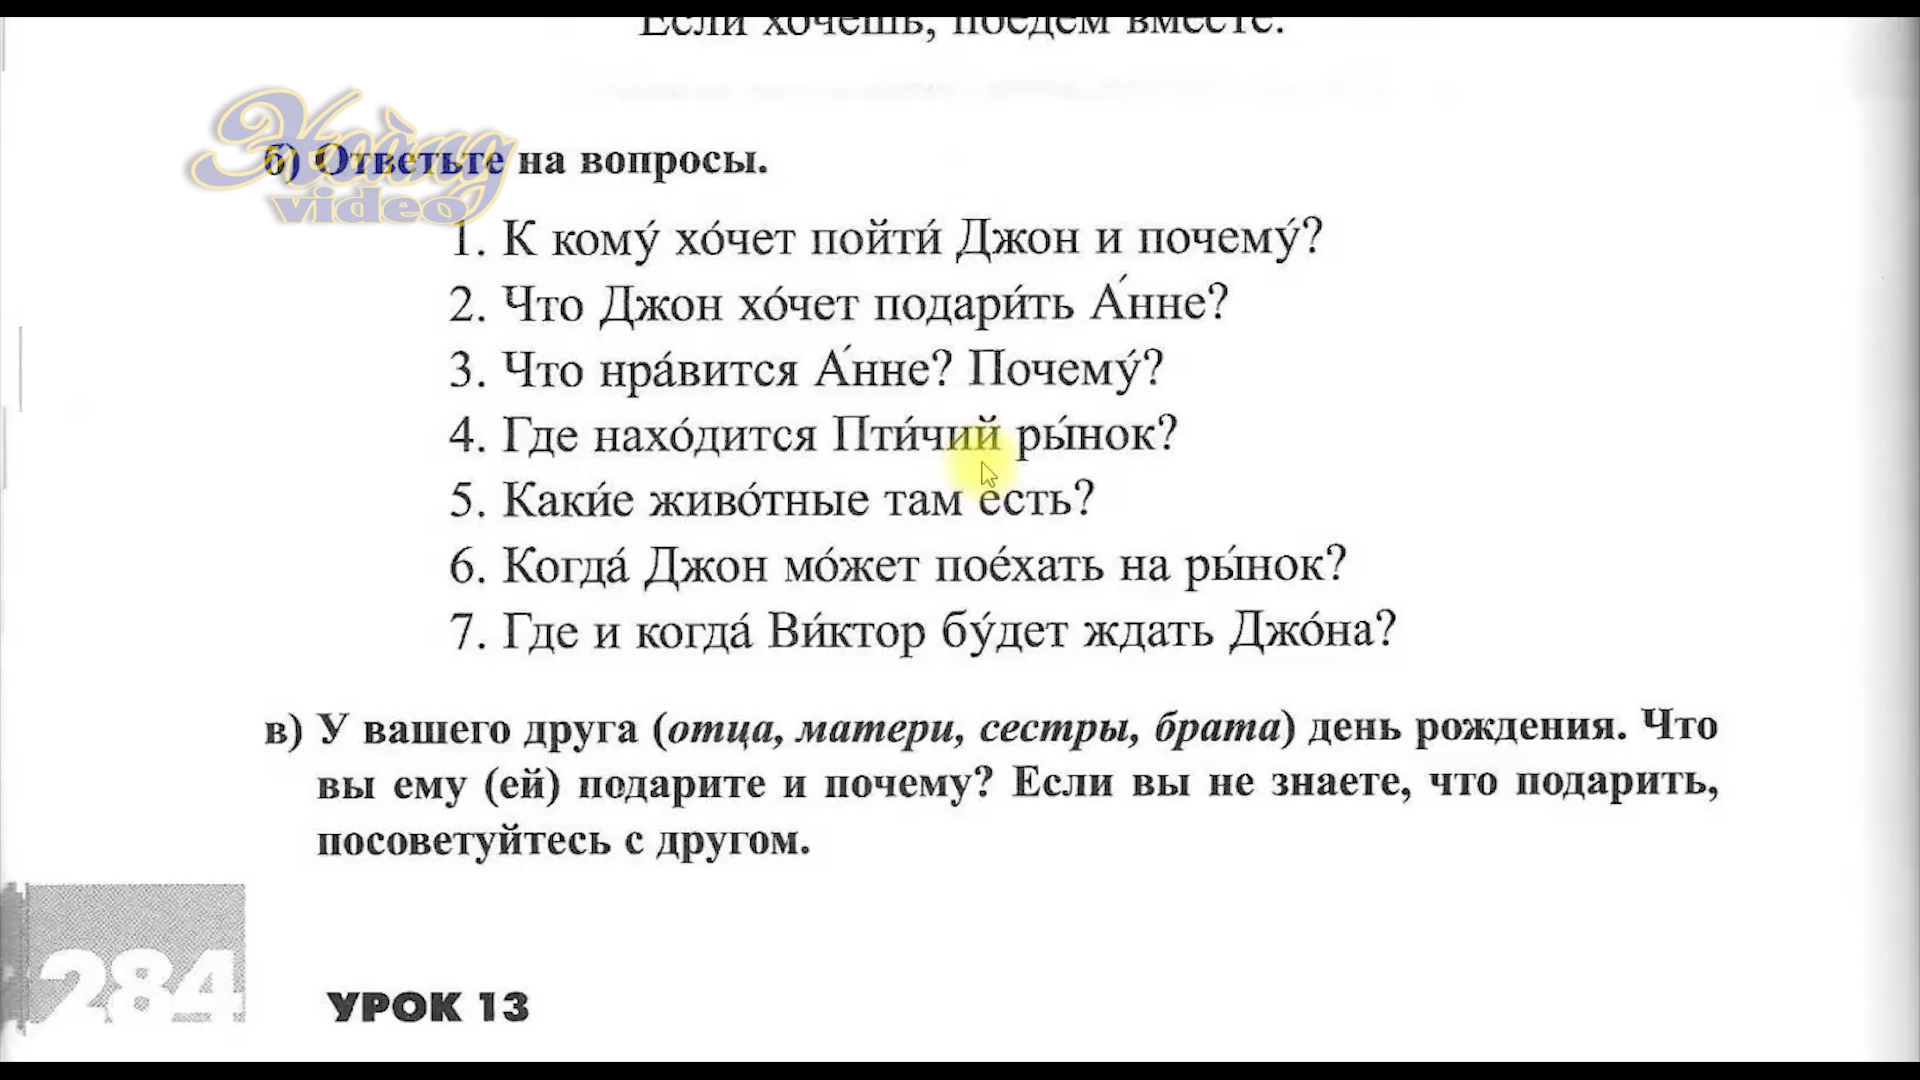 Если хочешь, поедем вместе.
Hoàng
video
б) Ответьте на вопросы.
1. К кому́ хо́чет пойти́ Джон и почему́?
2. Что Джон хо́чет подари́ть А́нне?
3. Что нра́вится А́нне? Почему́?
4. Где нахо́дится Пти́чий ры́нок?
5. Каки́е живо́тные там есть?
6. Когда́ Джон мо́жет пое́хать на ры́нок?
7. Где и когда́ Ви́ктор бу́дет ждать Джо́на?
в) У вашего друга (отца, матери, сестры, брата) день рождения. Что
вы ему (ей) подарите и почему? Если вы не знаете, что подарить,
посоветуйтесь с другом.
284
УРОК 13